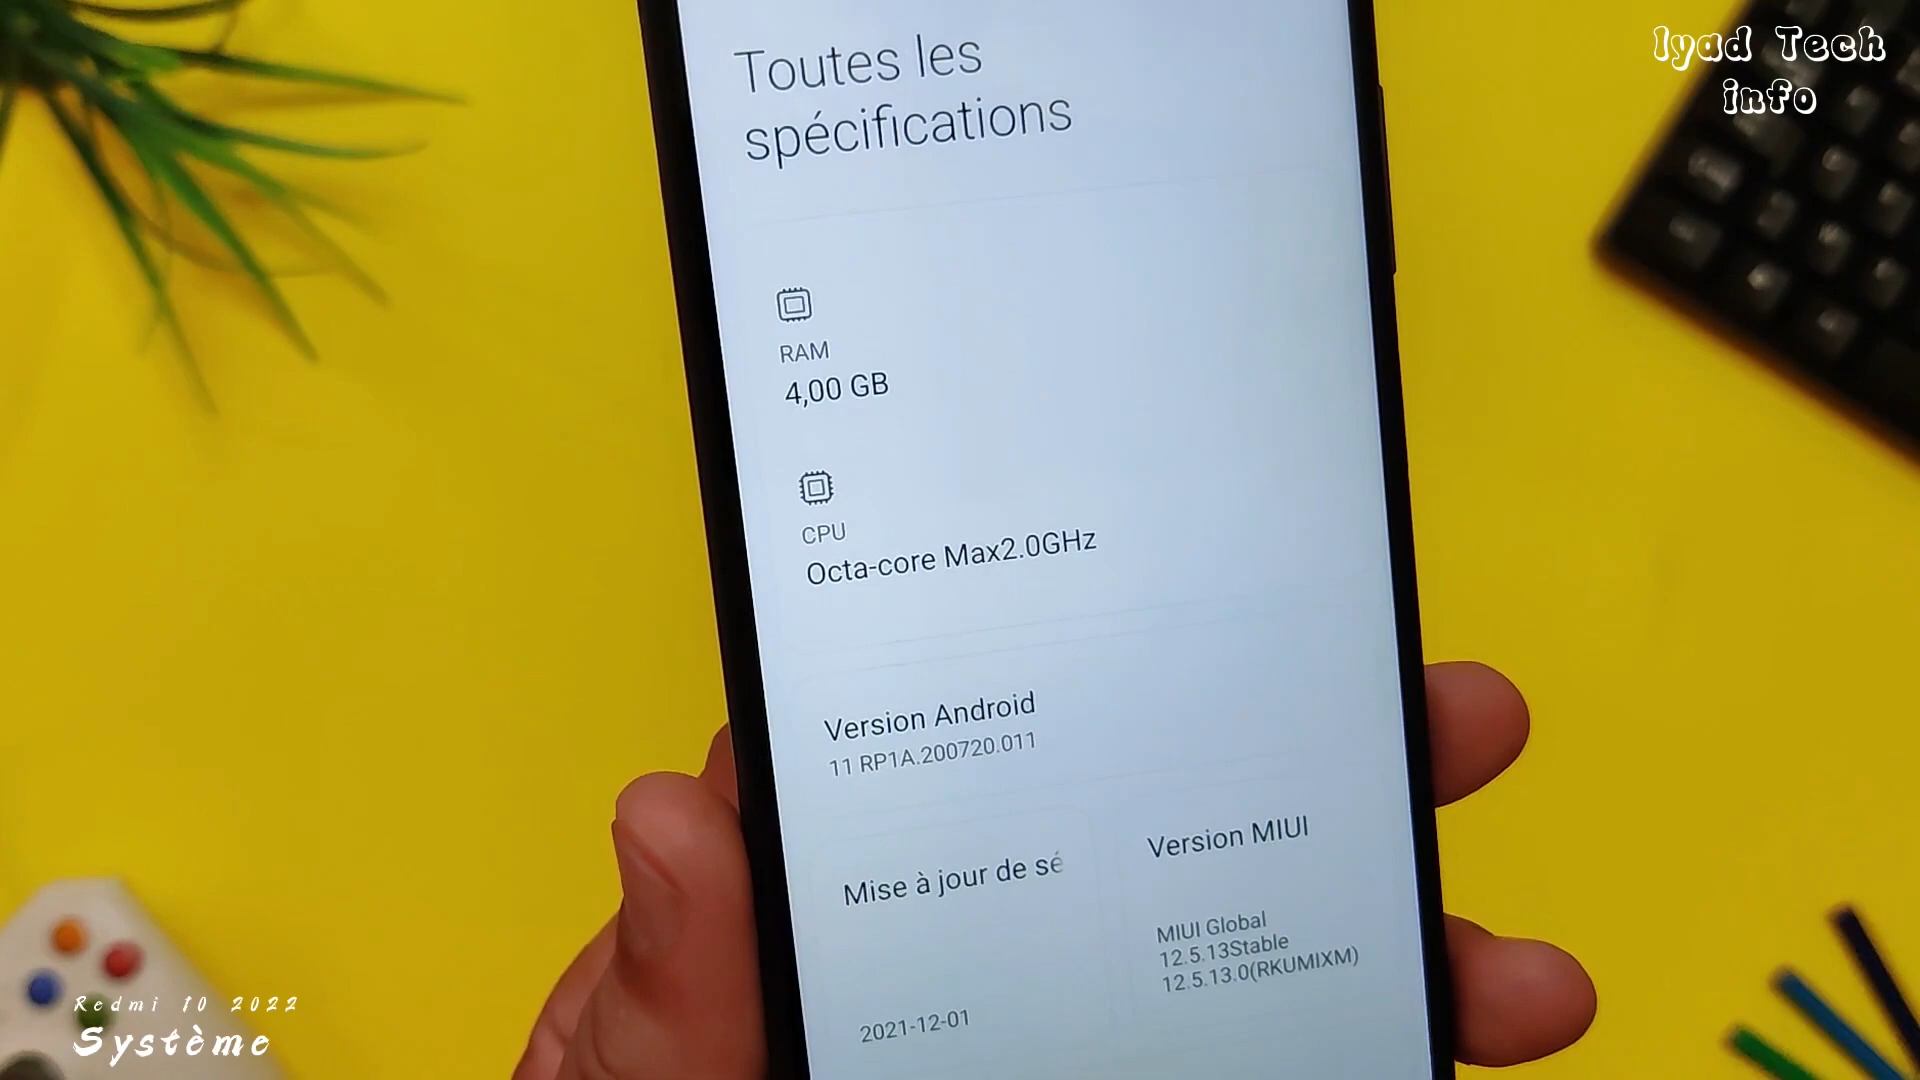 Iyad Tech
info
Toutes les
spécifications
RAM
4,00 GB
CPU
Octa-core Max2.0GHz
Version Android
11 RP1A.200720.011
Mise à jour de sé
2021-12-01
Version MIUI
MIUI Global
12.5.13Stable
12.5.13.0(RKUMIXM)
Redmi 10 2022
Système